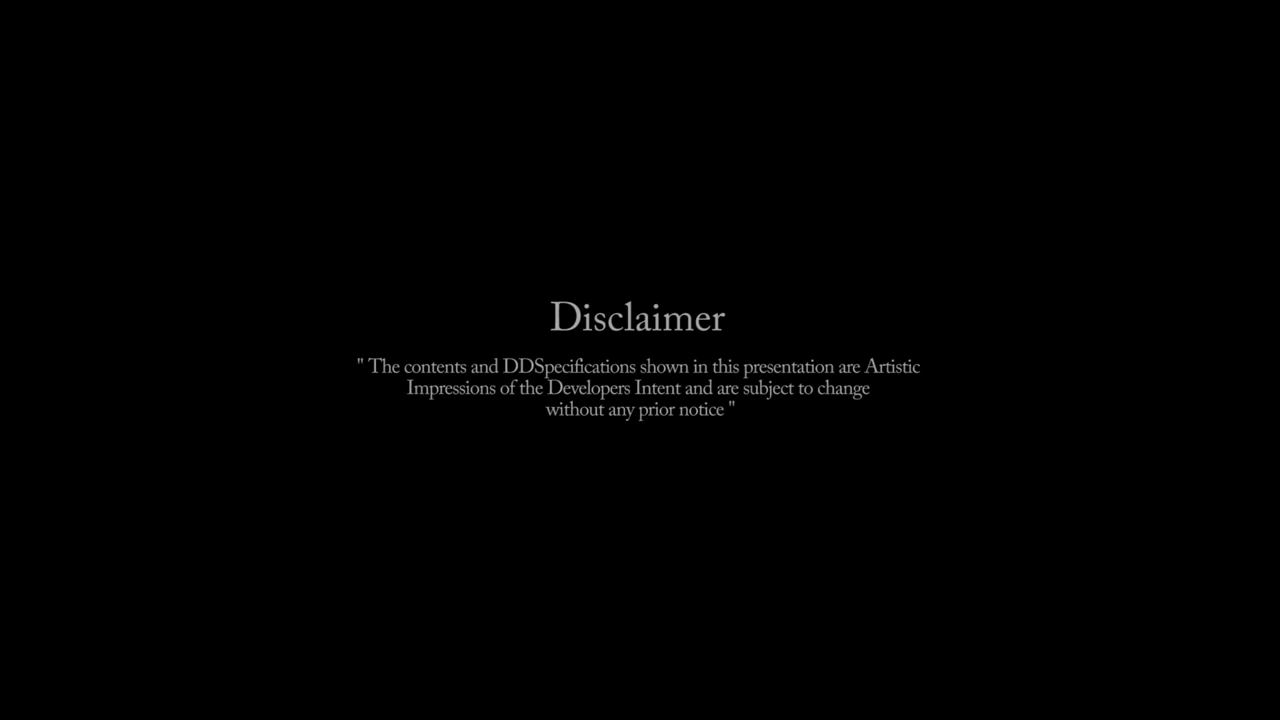 Disclaimer
" The contents and DDSpecifications shown in this presentation are Artistic
Impressions of the Developers Intent and are subject to change
without any prior notice "